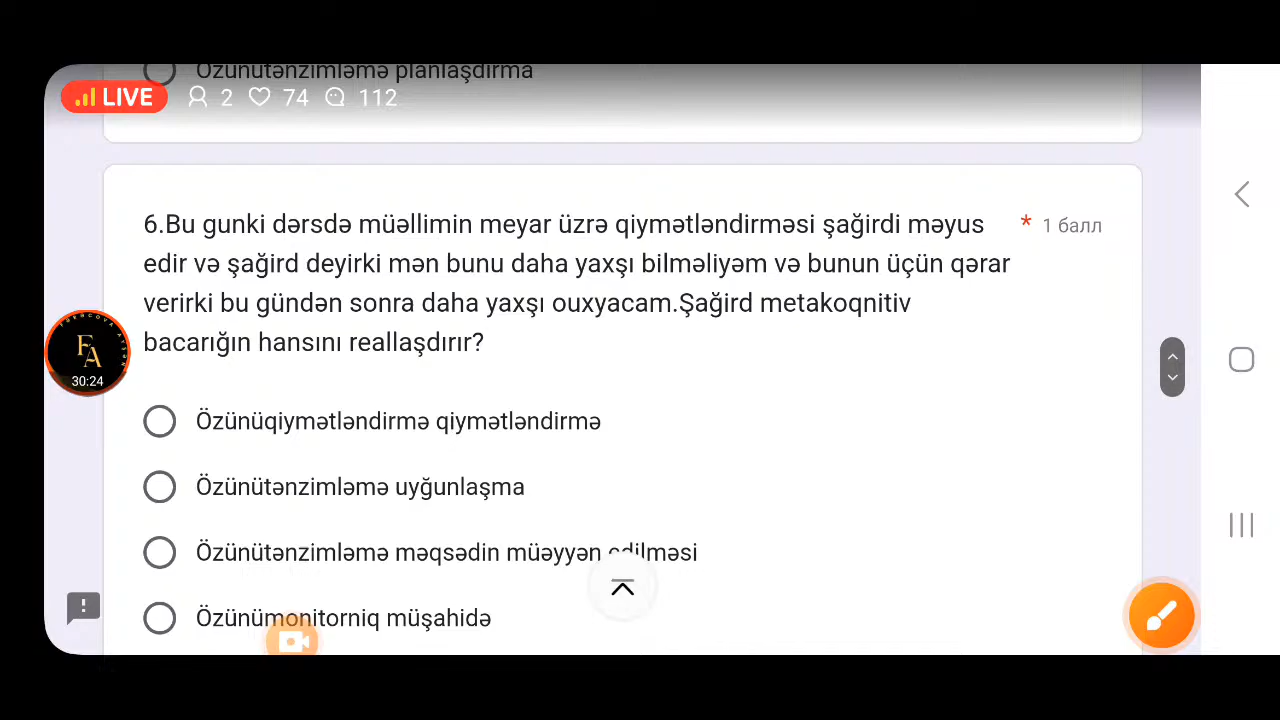 Özünütənzimləmə planlaşdırma
LIVE 2 74 112
6.Bu gunki dərsdə müəllimin meyar üzrə qiymətləndirməsi şağirdi məyus * 1 балл
edir və şağird deyirki mən bunu daha yaxşı bilməliyəm və bunun üçün qərar
verirki bu gündən sonra daha yaxşı ouxyacam.Şağird metakoqnitiv
bacarığın hansını reallaşdırır?
FA
30:24
Özünüqiymətləndirmə qiymətləndirmə
Özünütənzimləmə uyğunlaşma
Özünütənzimləmə məqsədin müəyyən edilməsi
Özünümonitorniq müşahidə